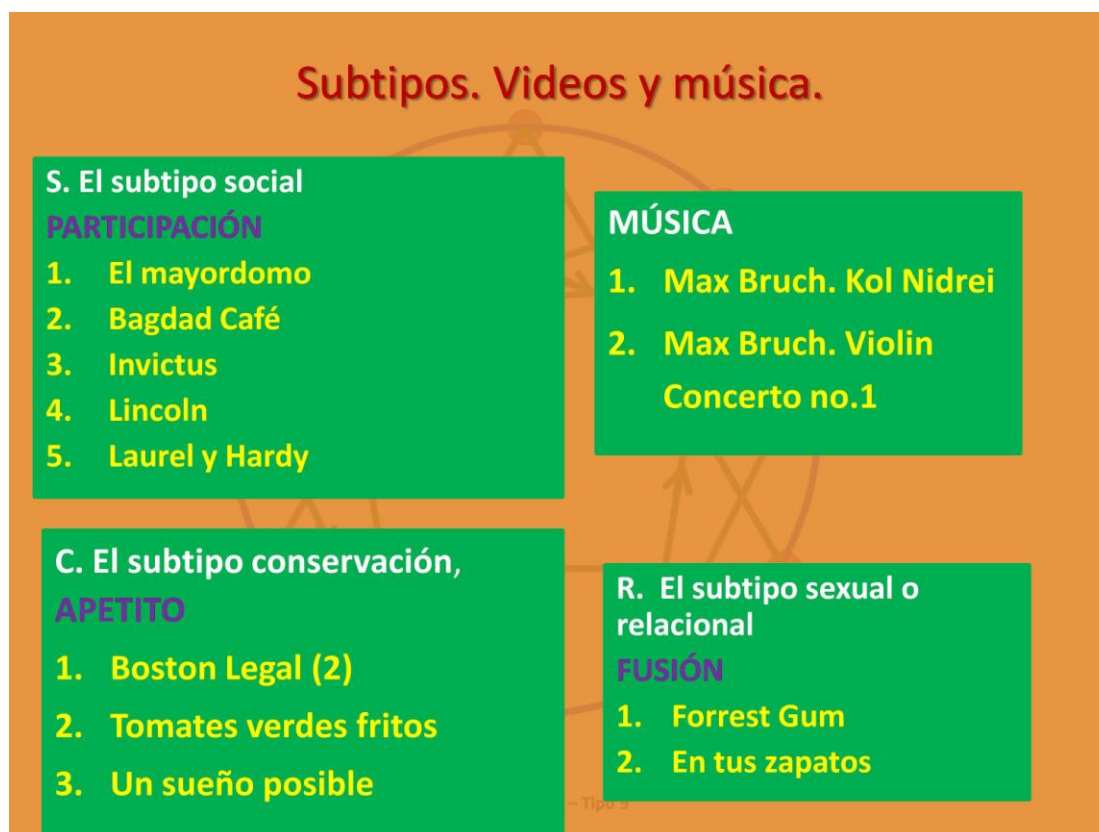 Subtipos. Videos y música.
S. El subtipo social
PARTICIPACIÓN
1. El mayordomo
2. Bagdad Café
3. Invictus
4. Lincoln
5. Laurel y Hardy
MÚSICA
1. Max Bruch. Kol Nidrei
2. Max Bruch. Violin
Concerto no.1
C. El subtipo conservación,
APETITO
1. Boston Legal (2)
2. Tomates verdes fritos
3. Un sueño posible
R. El subtipo sexual o
relacional
FUSIÓN
1. Forrest Gum
2. En tus zapatos
– Tipo 9